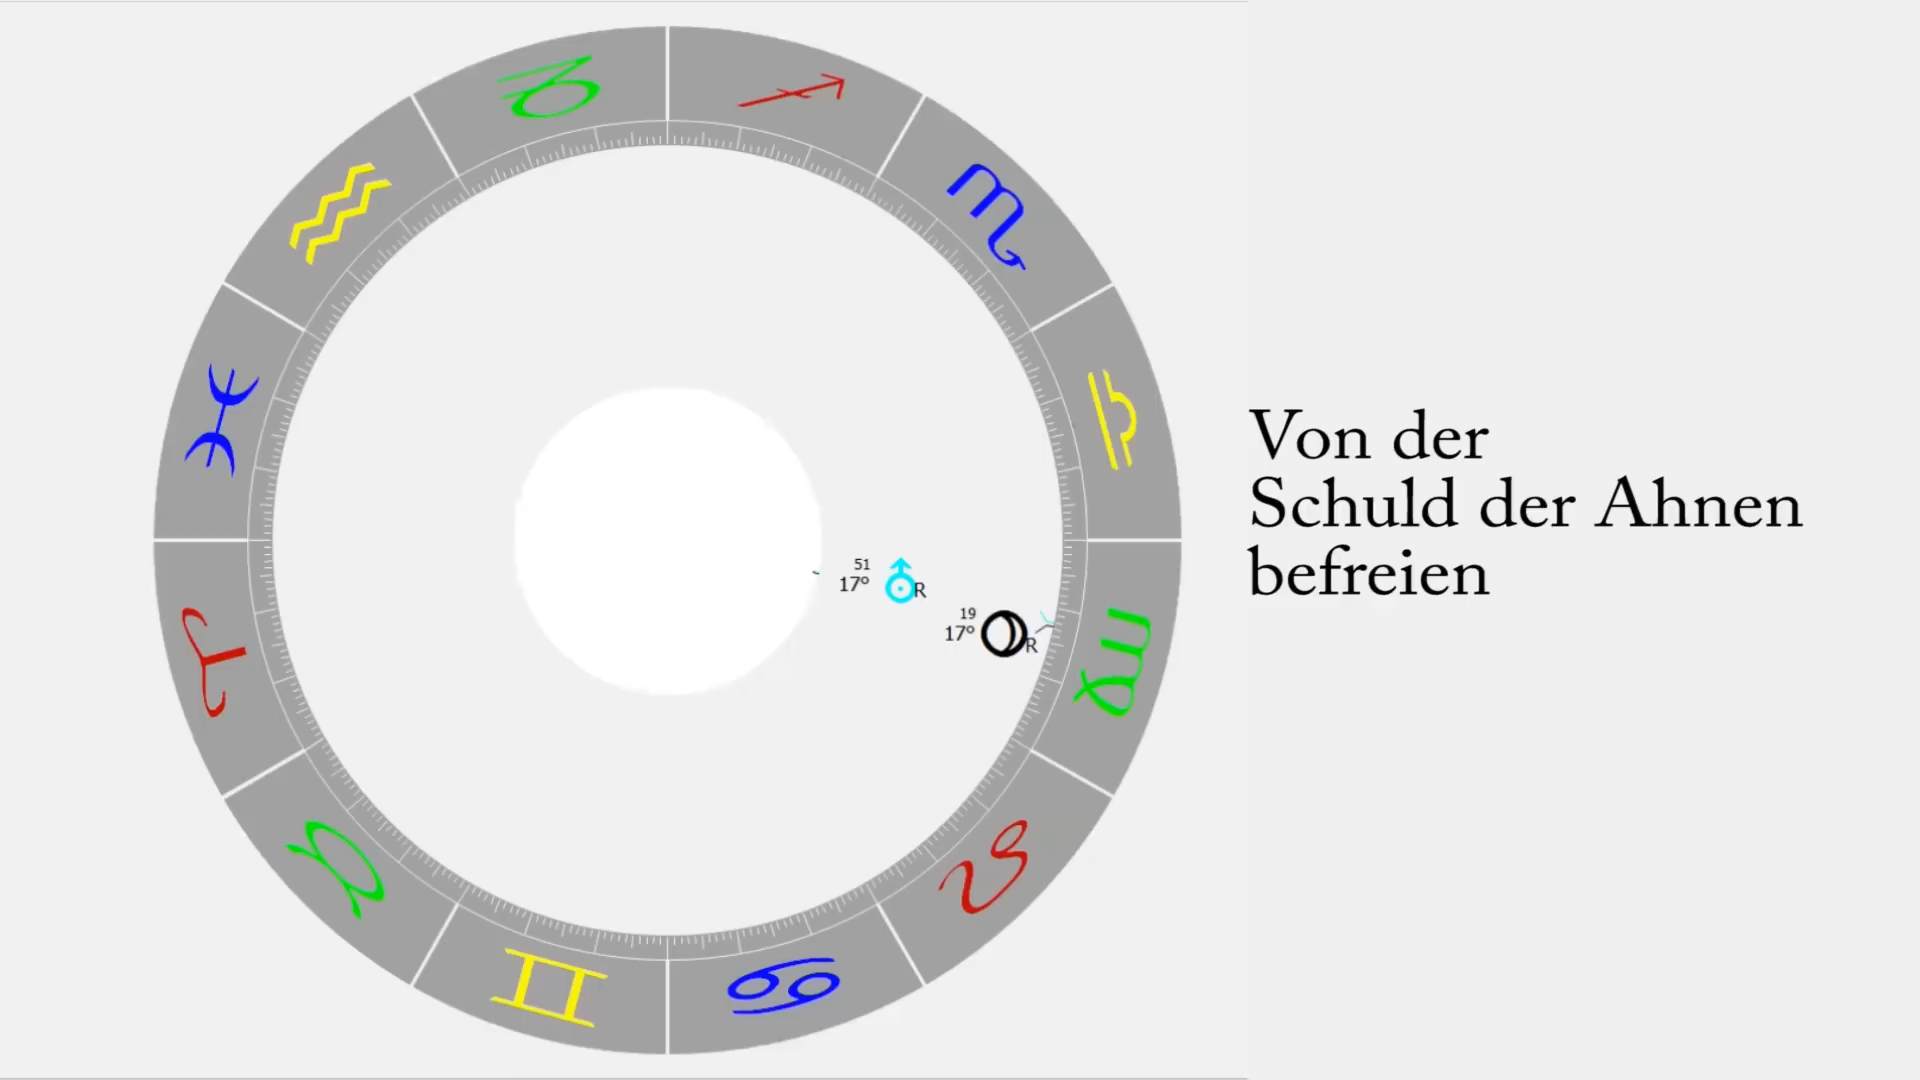 Von der
Schuld der Ahnen
befreien
51
17°
R
19
17°
R